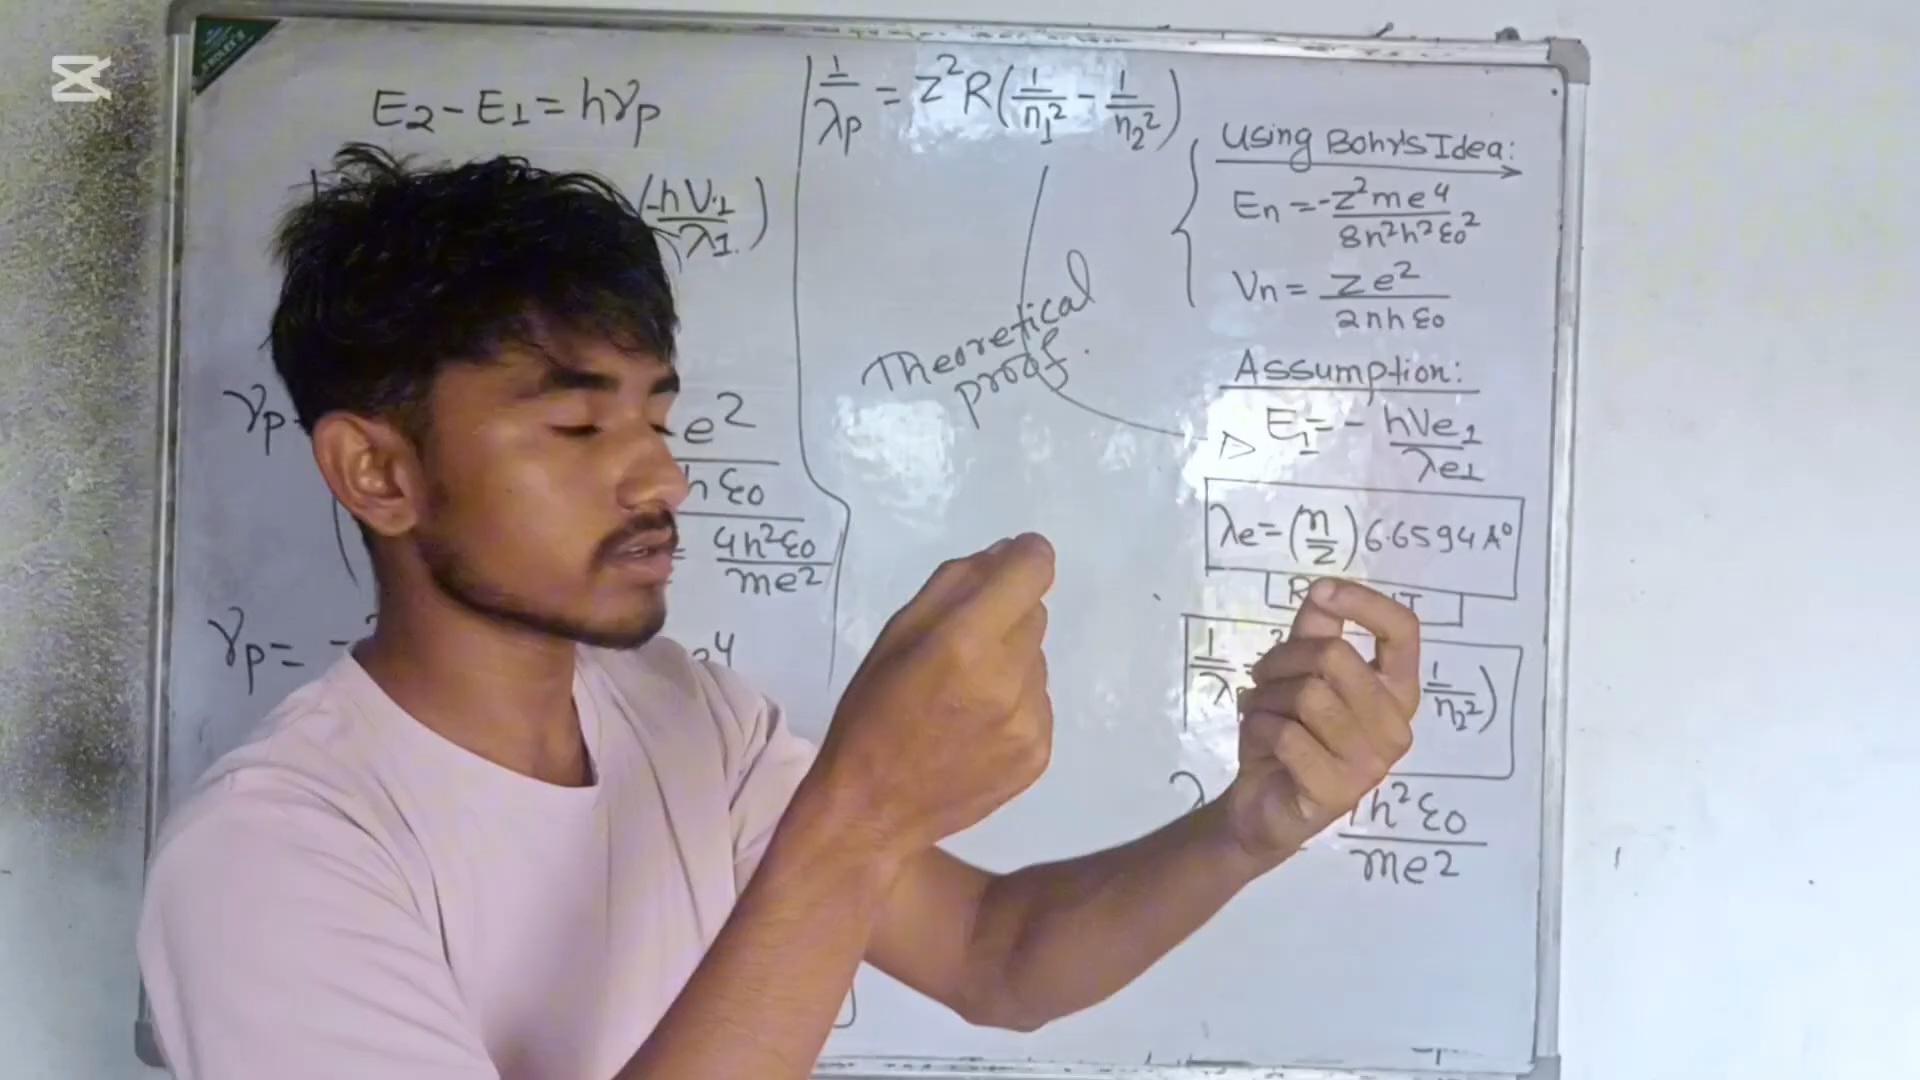 E₂-E₁=hγp
(-hV₁/λ₁)
γp
e²
hε₀
= 4h²ε₀/me²
γp= -
e⁴
1/λp = Z²R(1/n₁² - 1/n₂²)
Theoretical
proof.
Using Bohr's Idea:
En = -Z²me⁴/8n²h²ε₀²
Vn = Ze²/2nhε₀
Assumption:
E₁ = - hVe₁/λe₁
λe=(n/Z)6.6594A°
1/λ
1/n₂²)
λ
h²ε₀/me²